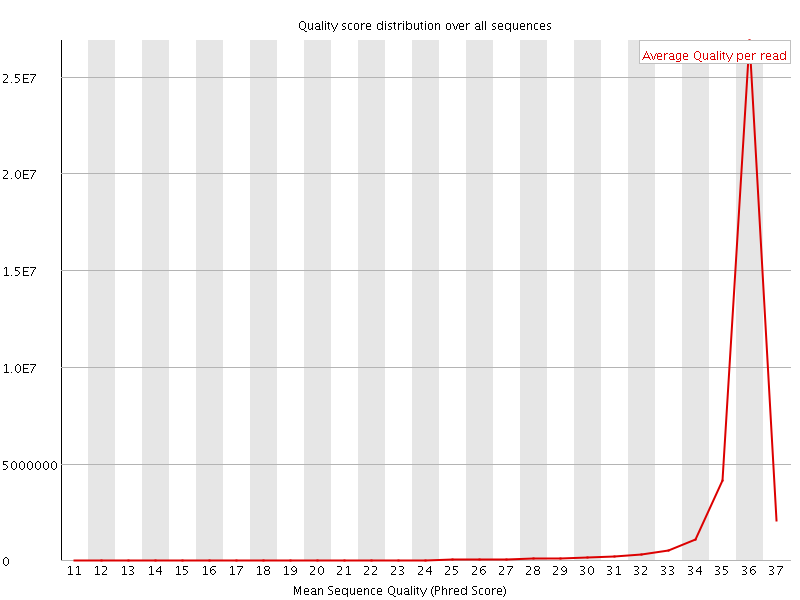 Quality score distribution over all sequences
Average Quality per read
2.5E7
2.0E7
1.5E7
1.0E7
5000000
0
11 12 13 14 15 16 17 18 19 20 21 22 23 24 25 26 27 28 29 30 31 32 33 34 35 36 37
Mean Sequence Quality (Phred Score)